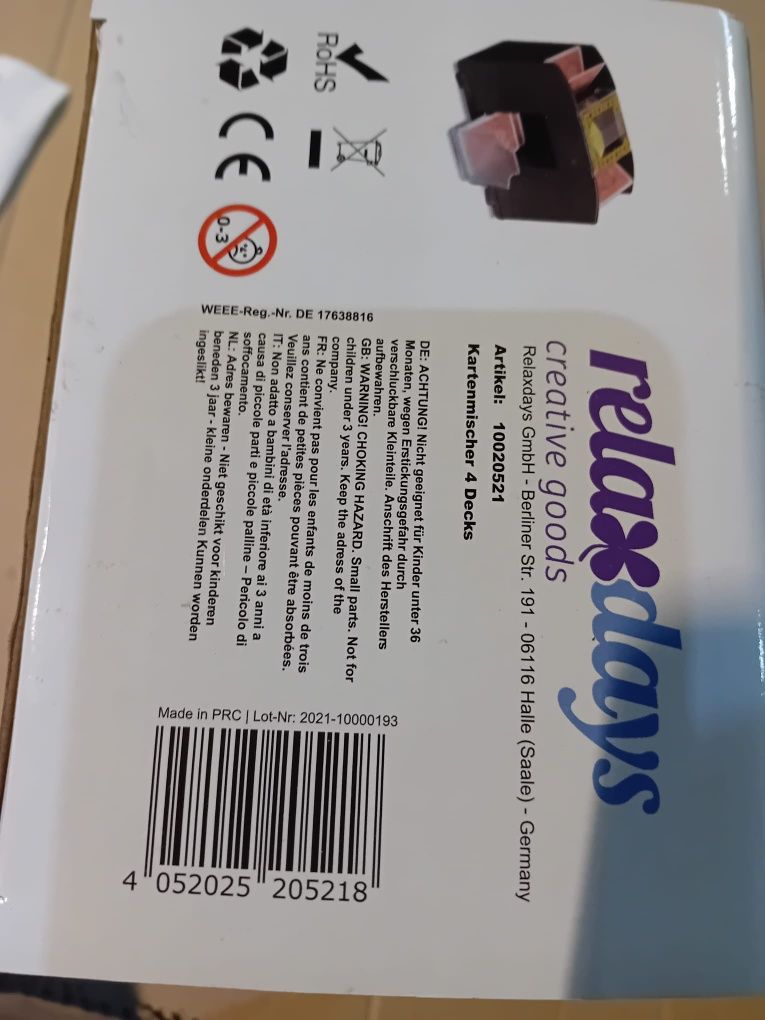 relaxdays
creative goods
Relaxdays GmbH - Berliner Str. 191 - 06116 Halle (Saale) - Germany
Artikel: 10020521
Kartenmischer 4 Decks
RoHS
CE
0-3
WEEE-Reg.-Nr. DE 17638816
DE: ACHTUNG! Nicht geeignet für Kinder unter 36
Monaten, wegen Erstickungsgefahr durch
verschluckbare Kleinteile. Anschrift des Herstellers
aufbewahren.
GB: WARNING! CHOKING HAZARD. Small parts. Not for
children under 3 years. Keep the adress of the
company.
FR: Ne convient pas pour les enfants de moins de trois
ans contient de petites pièces pouvant être absorbées.
Veuillez conserver l'adresse.
IT: Non adatto a bambini di età inferiore ai 3 anni a
causa di piccole parti e piccole palline – Pericolo di
soffocamento.
NL: Adres bewaren - Niet geschikt voor kinderen
beneden 3 jaar - kleine onderdelen Kunnen worden
ingeslikt!
Made in PRC | Lot-Nr: 2021-10000193
4 052025 205218